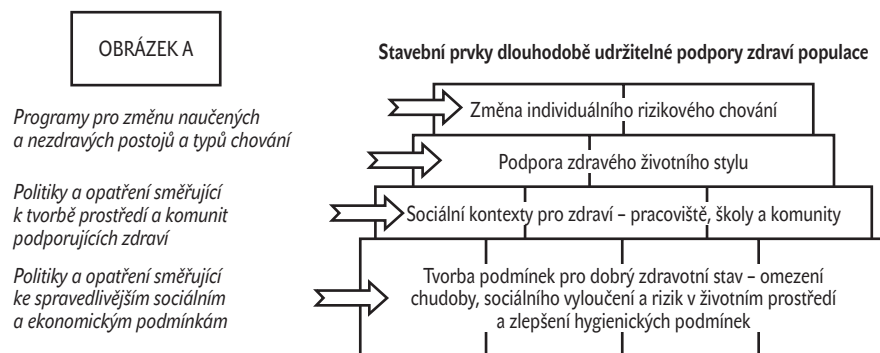 OBRÁZEK A
Stavební prvky dlouhodobě udržitelné podpory zdraví populace
Programy pro změnu naučených
a nezdravých postojů a typů chování
Změna individuálního rizikového chování
Podpora zdravého životního stylu
Politiky a opatření směřující
k tvorbě prostředí a komunit
podporujících zdraví
Sociální kontexty pro zdraví – pracoviště, školy a komunity
Politiky a opatření směřující
ke spravedlivějším sociálním
a ekonomickým podmínkám
Tvorba podmínek pro dobrý zdravotní stav – omezení
chudoby, sociálního vyloučení a rizik v životním prostředí
a zlepšení hygienických podmínek